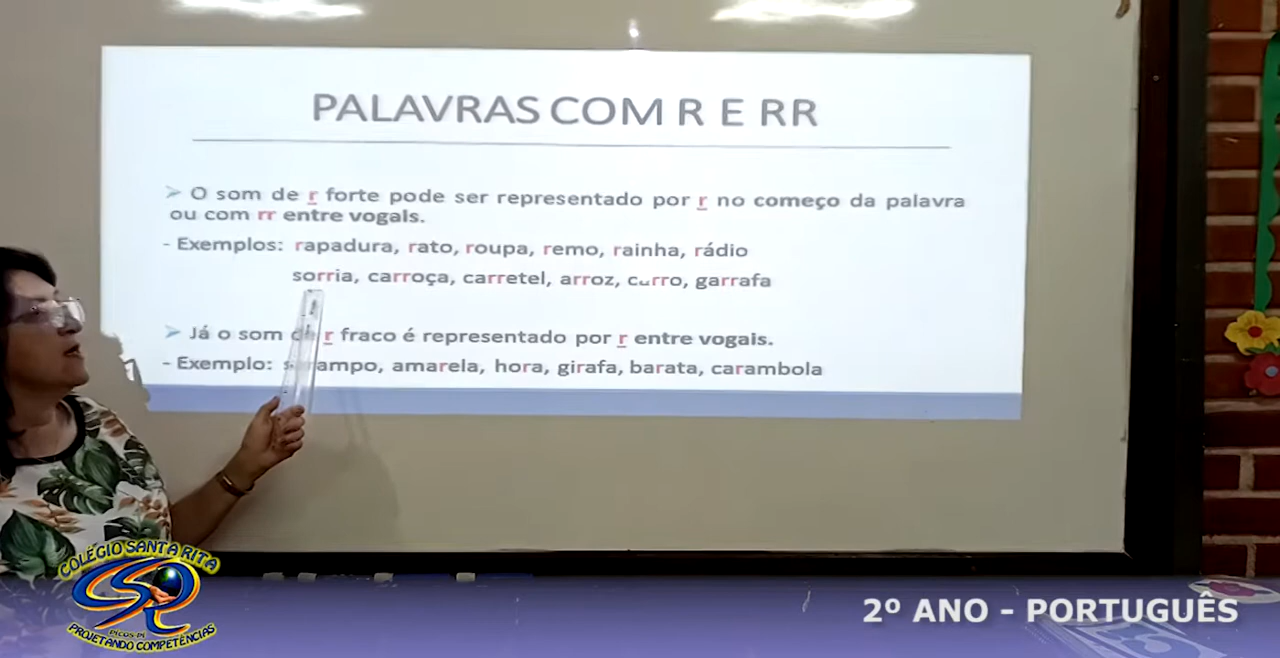 PALAVRAS COM R E RR
➢ O som de r forte pode ser representado por r no começo da palavra
ou com rr entre vogais.
- Exemplos: rapadura, rato, roupa, remo, rainha, rádio
sorria, carroça, carretel, arroz, curro, garrafa
➢ Já o som de r fraco é representado por r entre vogais.
- Exemplo: amarela, hora, girafa, barata, carambola
COLÉGIO SANTA RITA
PICOS-PI
PROJETANDO COMPETÊNCIAS
2º ANO - PORTUGUÊS